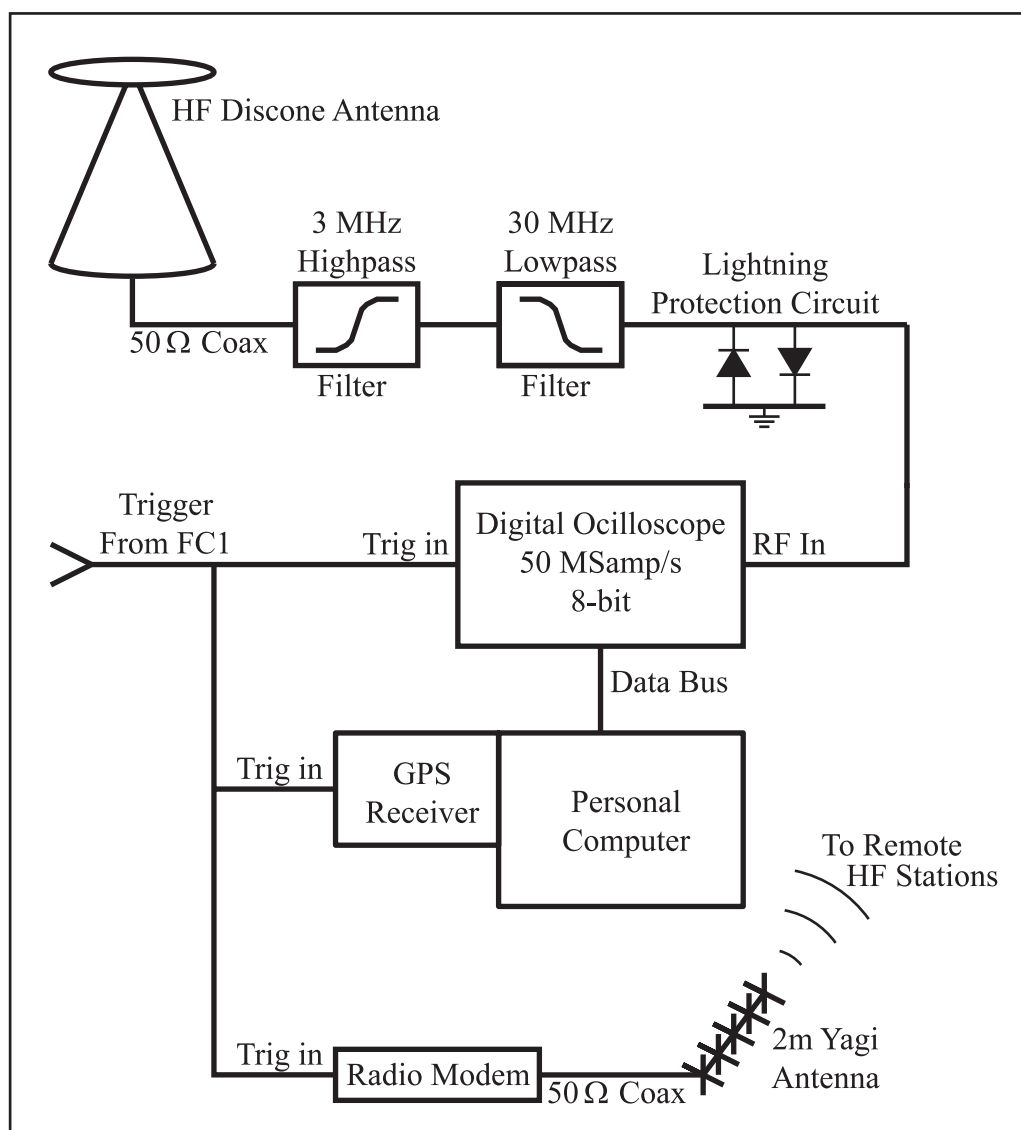 HF Discone Antenna
3 MHz
Highpass
30 MHz
Lowpass
Lightning
Protection Circuit
50 Ω Coax
Filter
Filter
Trigger
From FC1
Trig in
Digital Ocilloscope
50 MSamp/s
8-bit
RF In
Data Bus
Trig in
GPS
Receiver
Personal
Computer
To Remote
HF Stations
2m Yagi
Antenna
Trig in
Radio Modem
50 Ω Coax